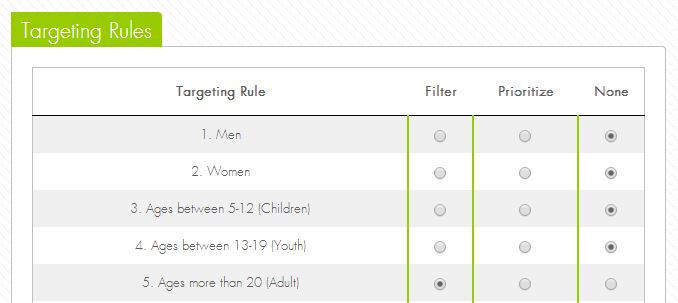 Targeting Rules
Targeting Rule Filter Prioritize None
1. Men
2. Women
3. Ages between 5-12 (Children)
4. Ages between 13-19 (Youth)
5. Ages more than 20 (Adult)